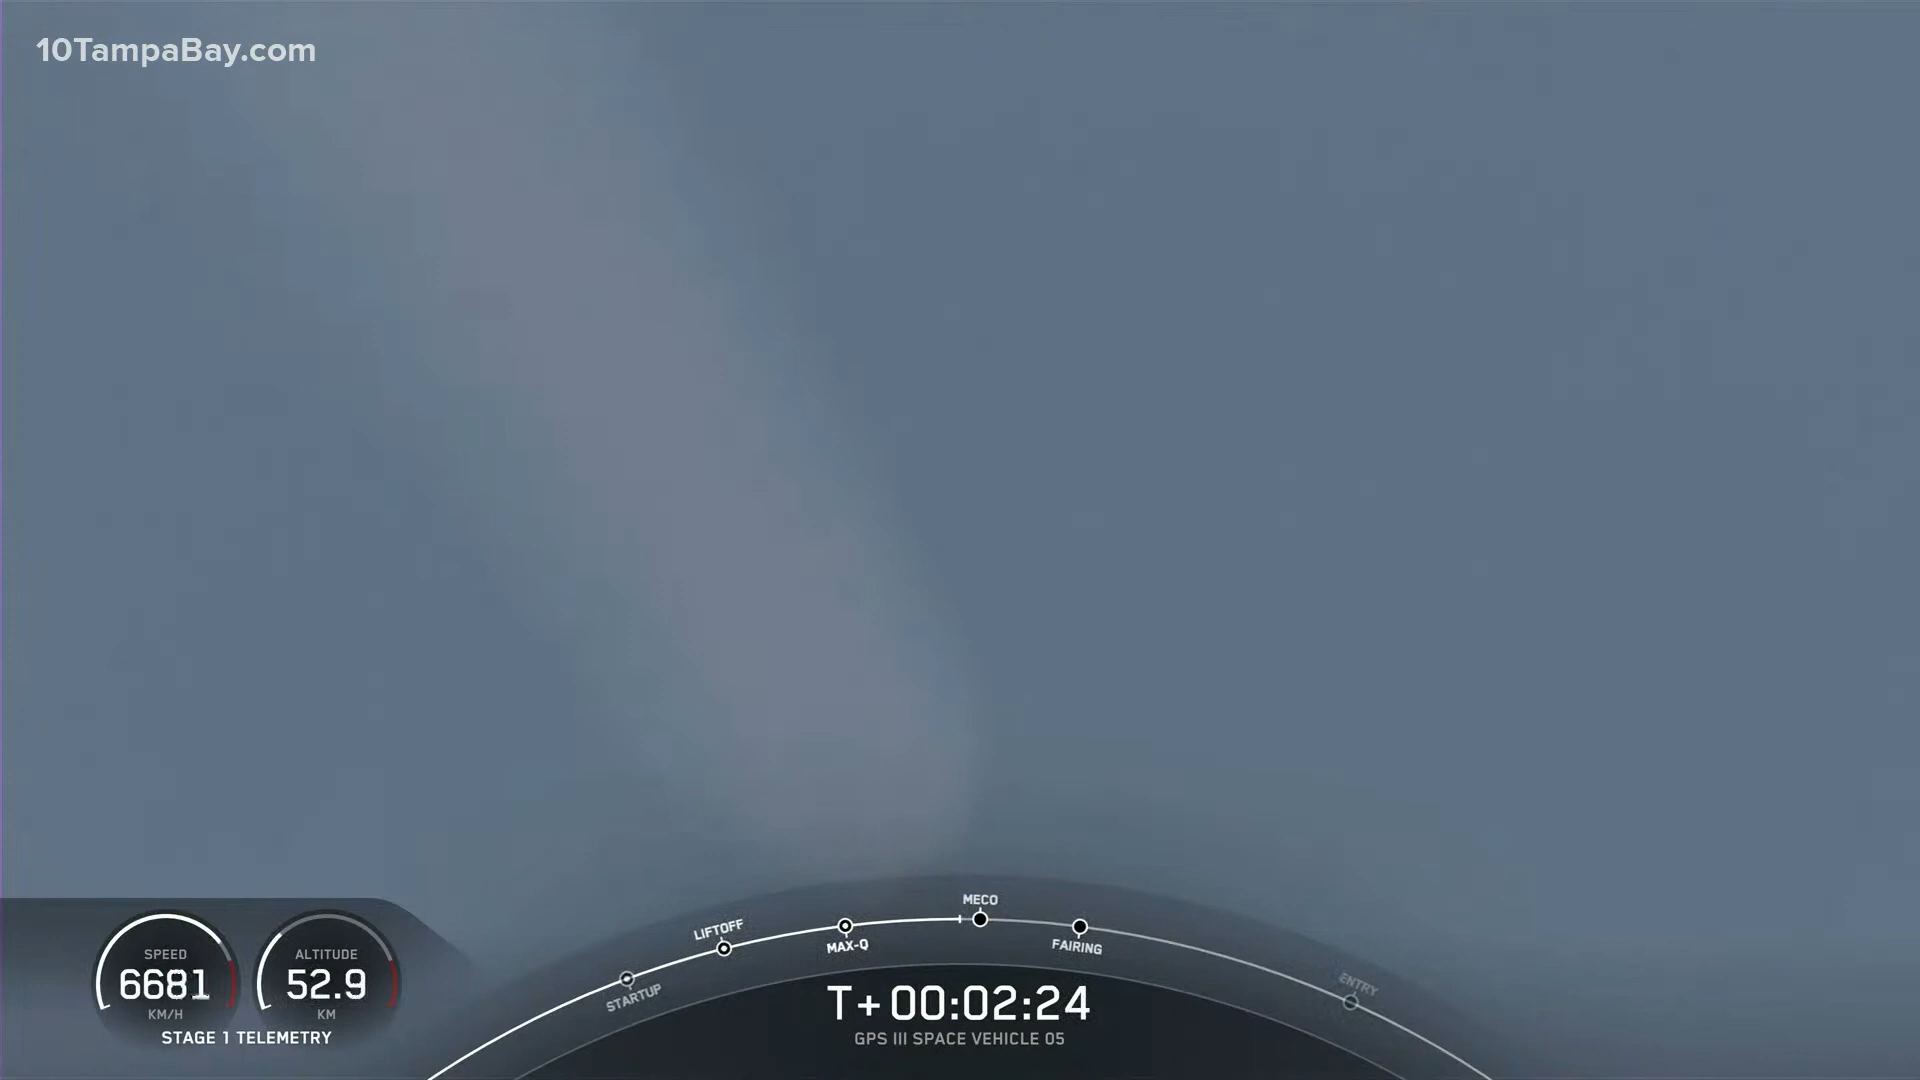 10TampaBay.com
MECO
LIFTOFF
MAX-Q
FAIRING
STARTUP
ENTRY
SPEED
6681
KM/H
ALTITUDE
52.9
KM
STAGE 1 TELEMETRY
T+00:02:24
GPS III SPACE VEHICLE 05